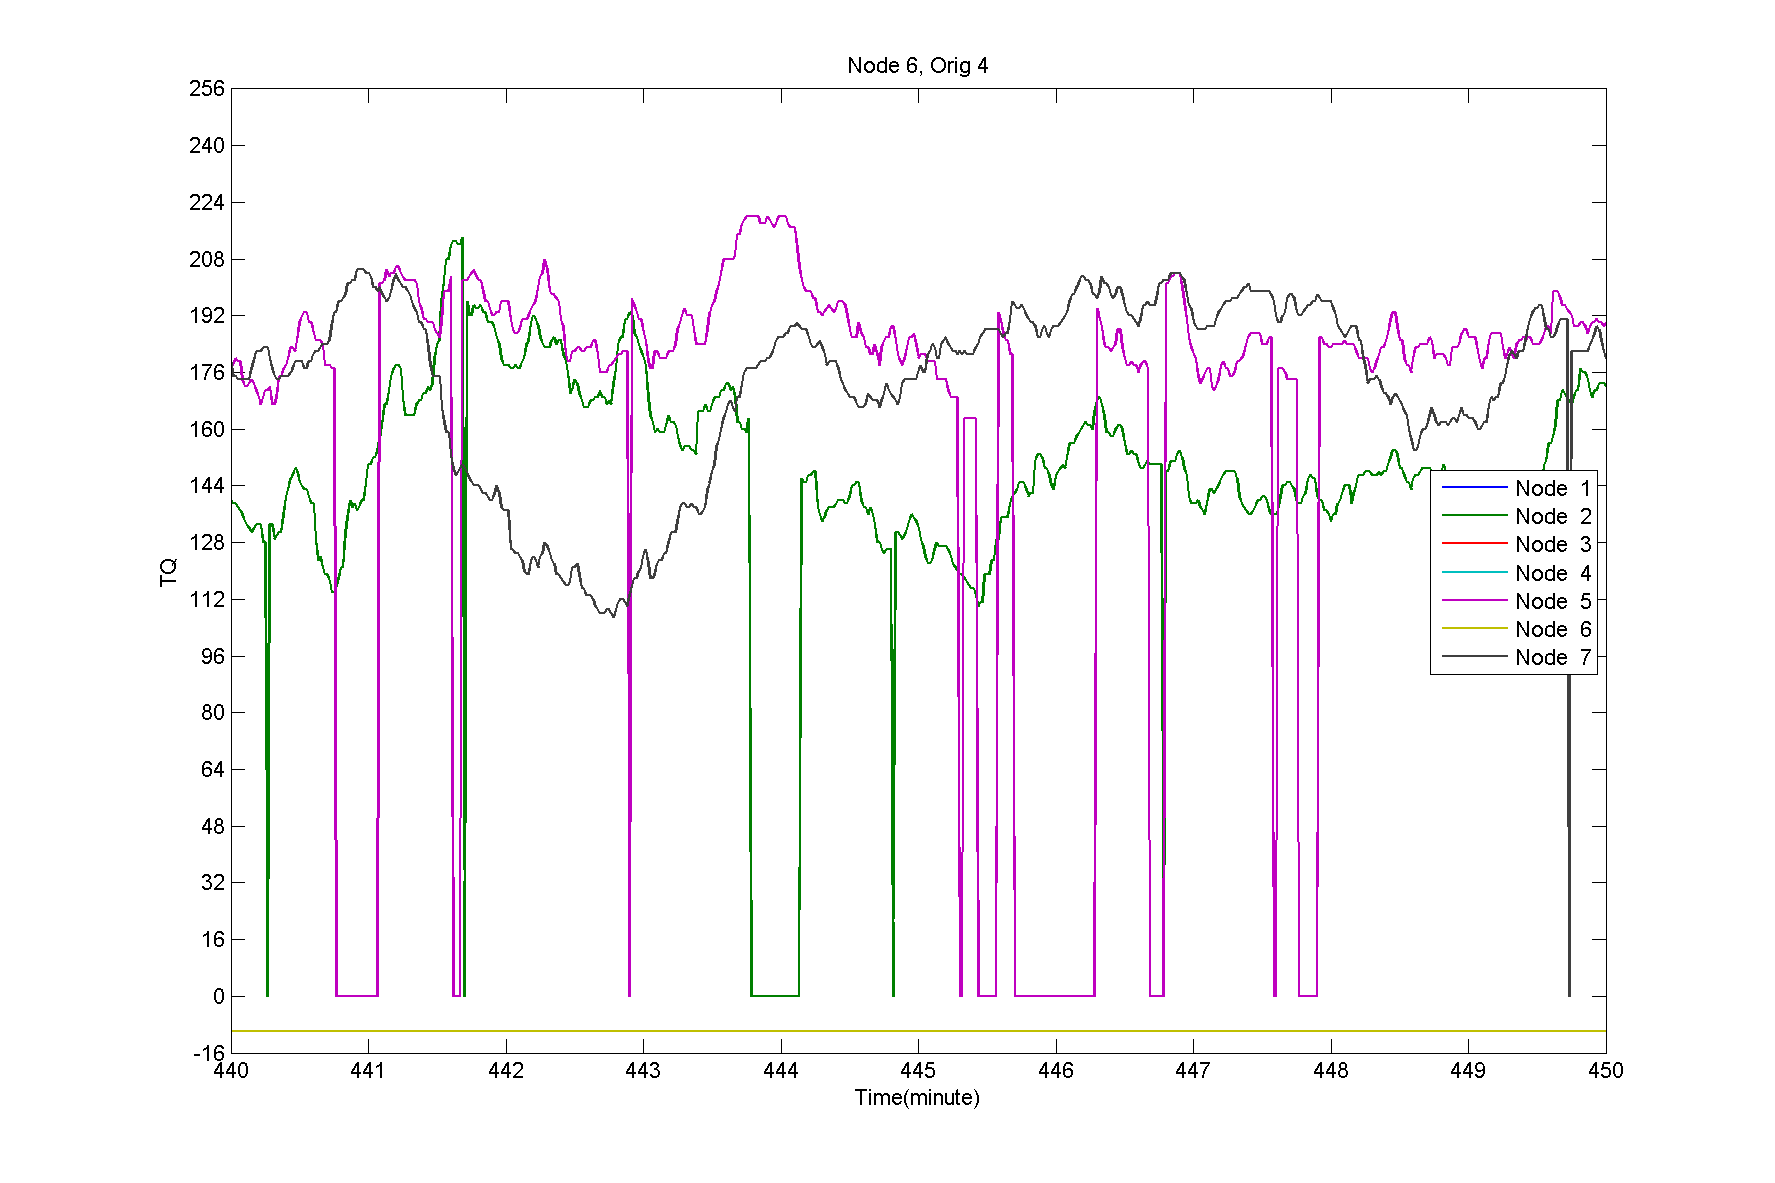 Node 6, Orig 4
256
240
224
208
192
176
160
144
128
112
96
80
64
48
32
16
0
-16
TQ
Node 1
Node 2
Node 3
Node 4
Node 5
Node 6
Node 7
440 441 442 443 444 445 446 447 448 449 450
Time(minute)